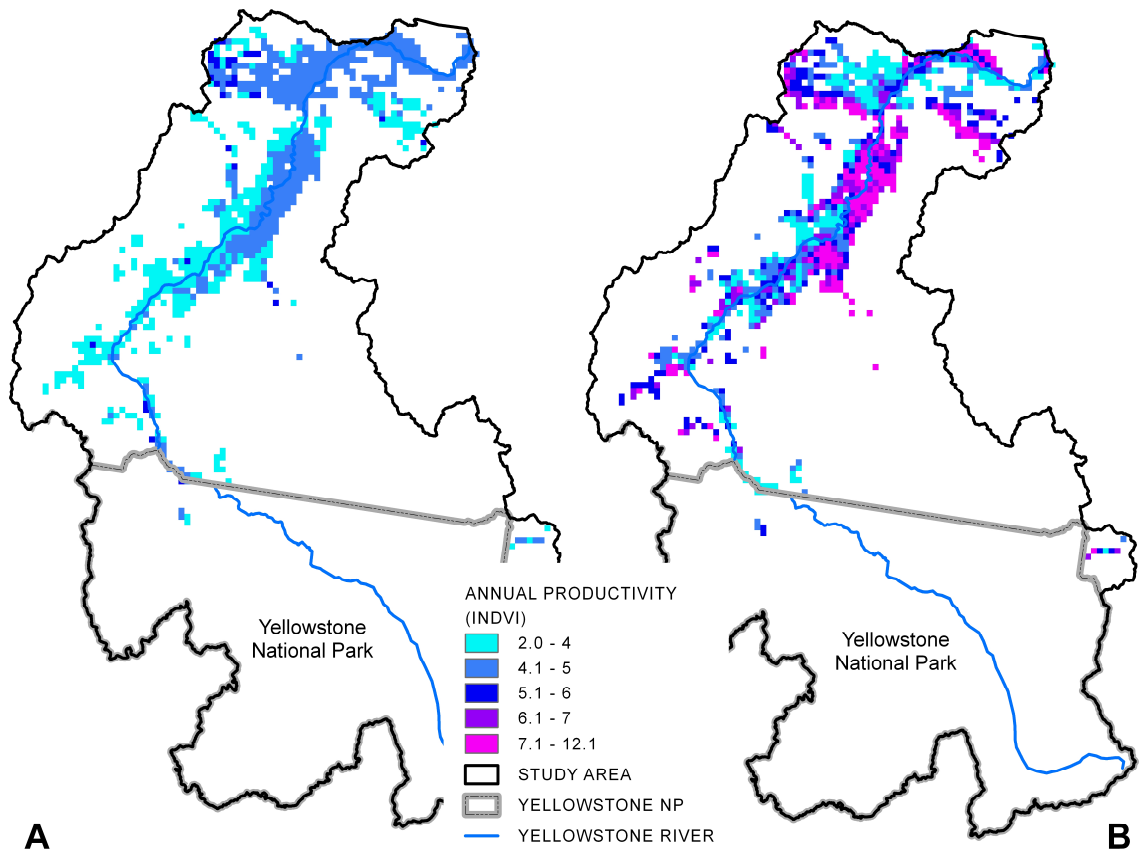 ANNUAL PRODUCTIVITY
(INDVI)
2.0 - 4
4.1 - 5
5.1 - 6
6.1 - 7
7.1 - 12.1
STUDY AREA
YELLOWSTONE NP
YELLOWSTONE RIVER
Yellowstone
National Park
Yellowstone
National Park
A
B